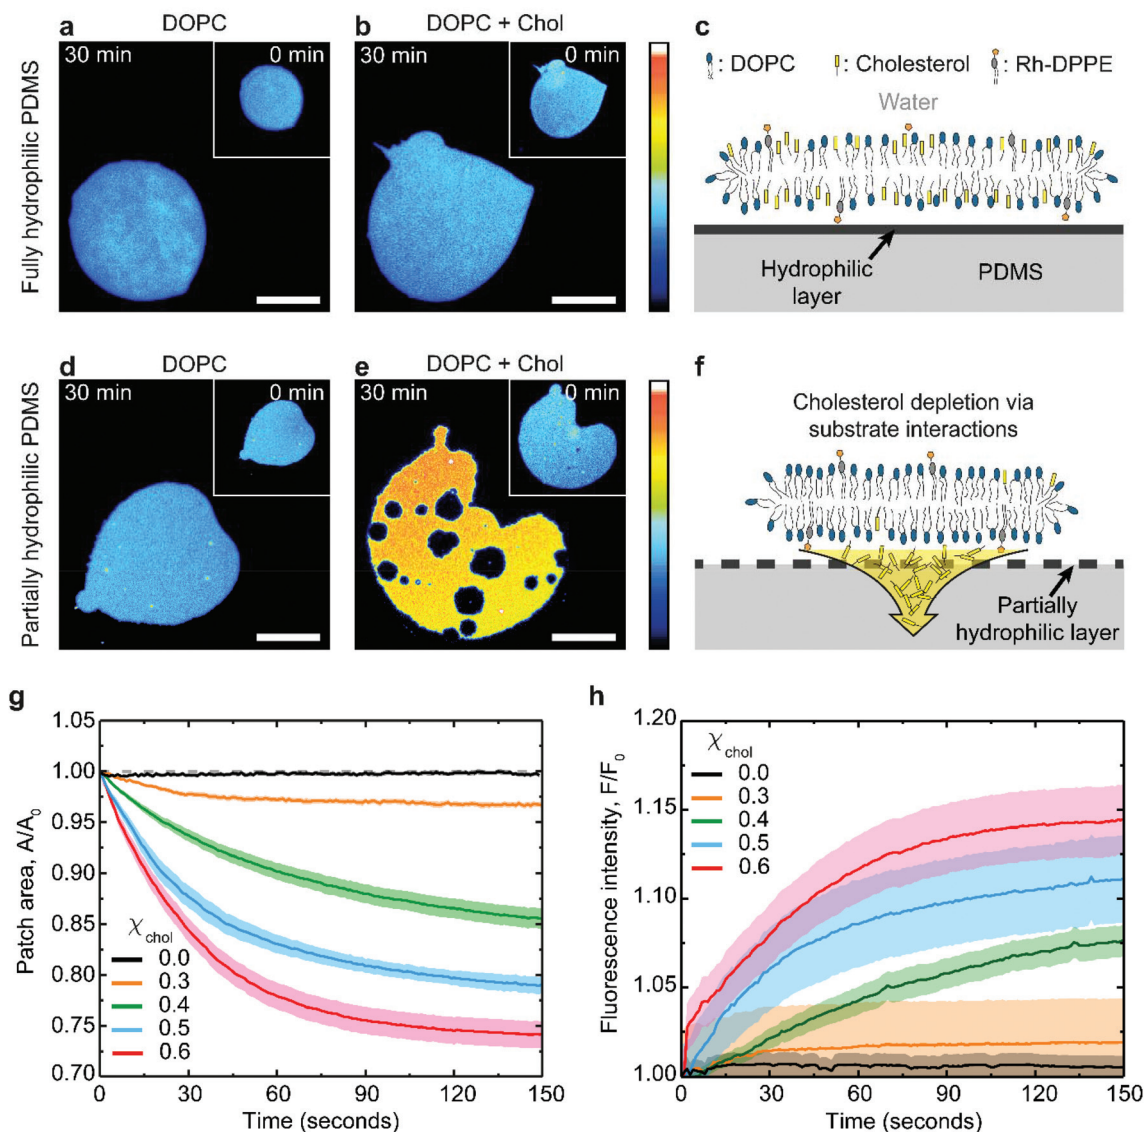 a
DOPC
30 min
0 min
Fully hydrophilic PDMS
b
DOPC + Chol
30 min
0 min
c
: DOPC
: Cholesterol
: Rh-DPPE
Water
Hydrophilic
layer
PDMS
d
DOPC
30 min
0 min
Partially hydrophilic PDMS
e
DOPC + Chol
30 min
0 min
f
Cholesterol depletion via
substrate interactions
Partially
hydrophilic layer
g
1.05
1.00
0.95
0.90
0.85
0.80
0.75
0.70
Patch area, A/A0
χchol
0.0
0.3
0.4
0.5
0.6
0
30
60
90
120
150
Time (seconds)
h
1.20
1.15
1.10
1.05
1.00
Fluorescence intensity, F/F0
χchol
0.0
0.3
0.4
0.5
0.6
0
30
60
90
120
150
Time (seconds)